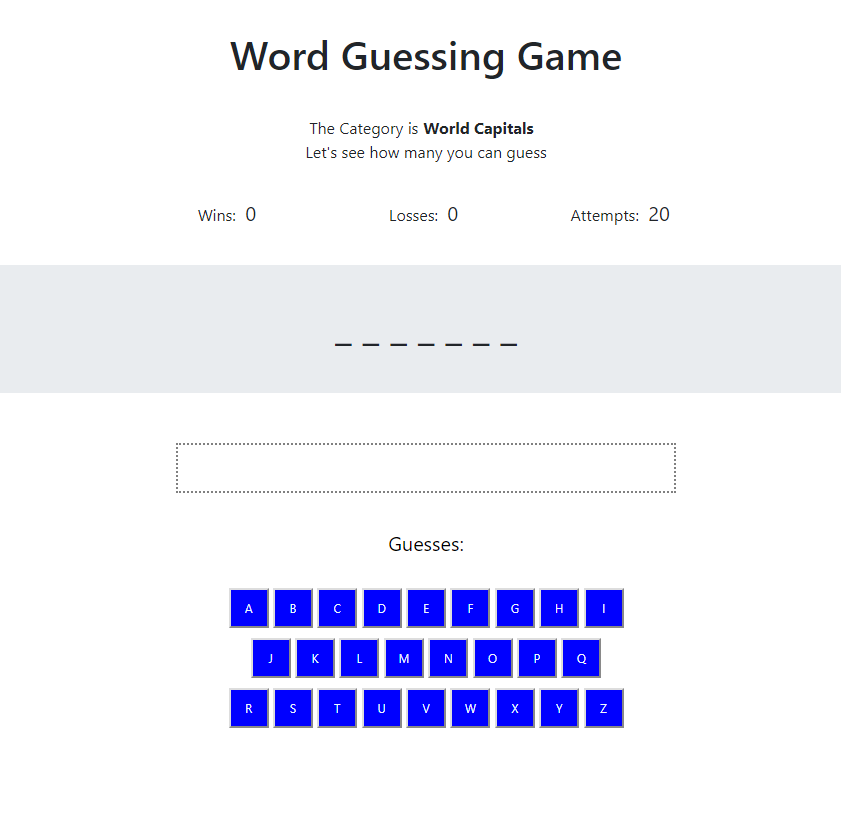 Word Guessing Game
The Category is World Capitals
Let's see how many you can guess
Wins: 0 Losses: 0 Attempts: 20
_ _ _ _ _ _ _
Guesses:
A B C D E F G H I
J K L M N O P Q
R S T U V W X Y Z